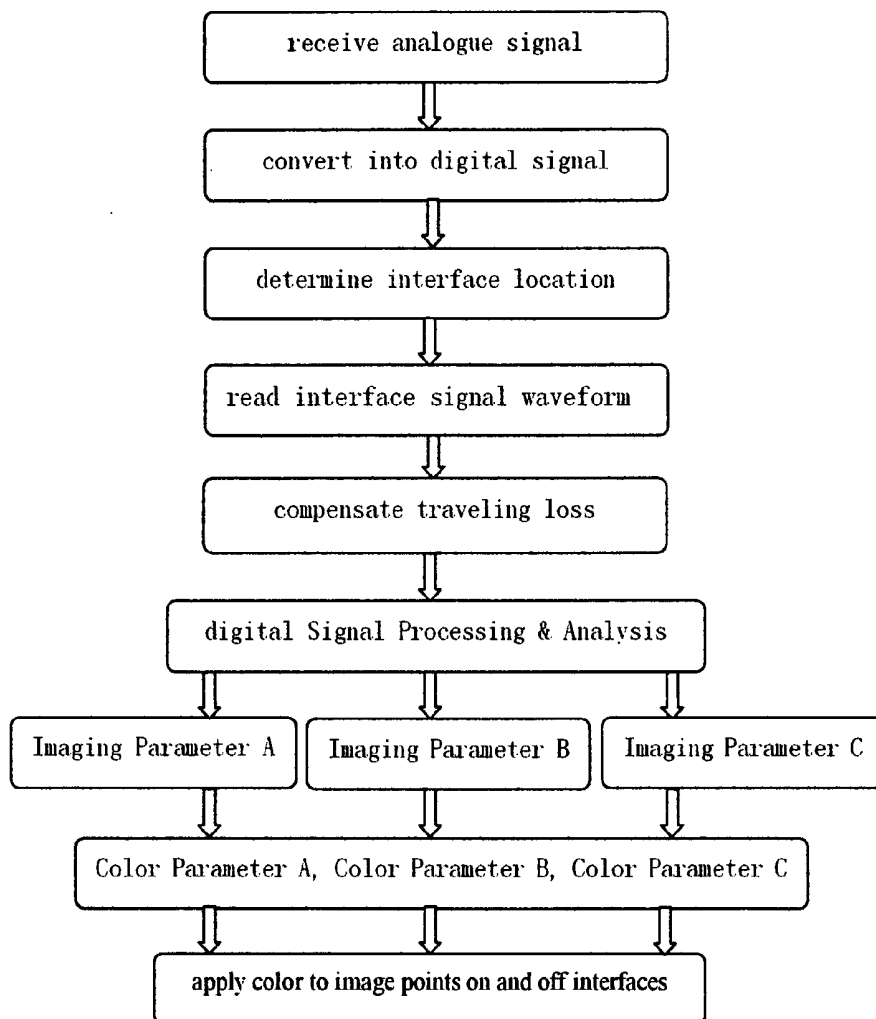 receive analogue signal
convert into digital signal
determine interface location
read interface signal waveform
compensate traveling loss
digital Signal Processing & Analysis
Imaging Parameter A
Imaging Parameter B
Imaging Parameter C
Color Parameter A, Color Parameter B, Color Parameter C
apply color to image points on and off interfaces